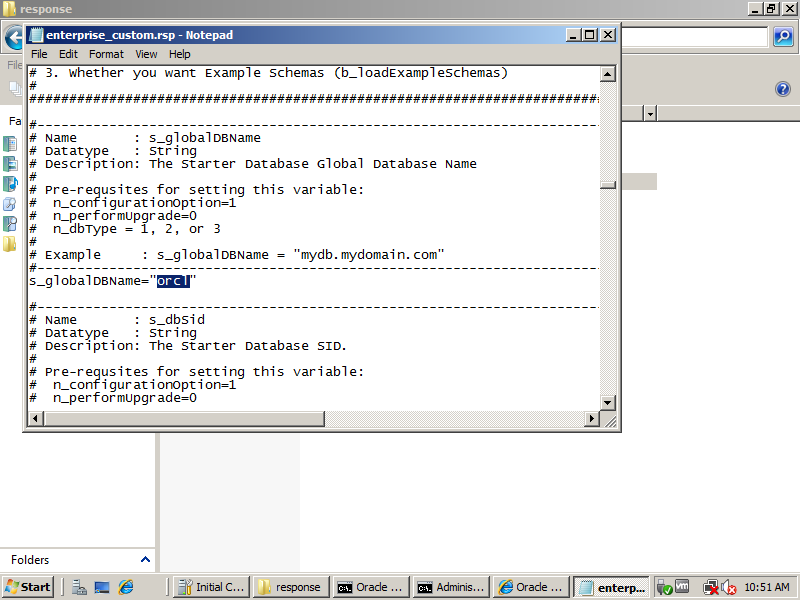 response
enterprise_custom.rsp - Notepad
File Edit Format View Help
# 3. Whether you want Example Schemas (b_loadExampleSchemas)
#
################################################################################
#-------------------------------------------------------------------------------
# Name : s_globalDBName
# Datatype : String
# Description: The Starter Database Global Database Name
#
# Pre-requsites for setting this variable:
# n_configurationOption=1
# n_performUpgrade=0
# n_dbType = 1, 2, or 3
#
# Example : s_globalDBName = "mydb.mydomain.com"
#-------------------------------------------------------------------------------
s_globalDBName="orcl"
#-------------------------------------------------------------------------------
# Name : s_dbSid
# Datatype : String
# Description: The Starter Database SID.
#
# Pre-requsites for setting this variable:
# n_configurationOption=1
# n_performUpgrade=0
File
Fa
Folders
Start
Initial C...
response
Oracle ...
Adminis...
Oracle ...
enterp...
10:51 AM